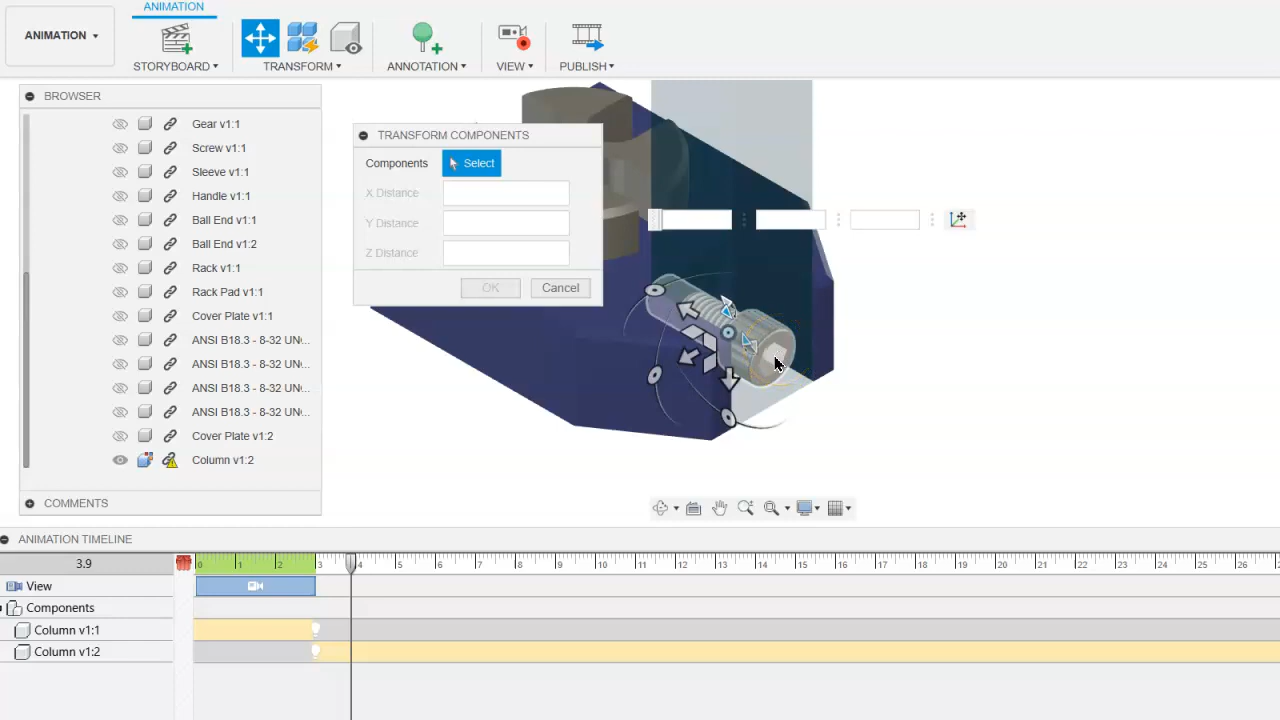 ANIMATION
ANIMATION
STORYBOARD
TRANSFORM
ANNOTATION
VIEW
PUBLISH
BROWSER
Gear v1:1
Screw v1:1
Sleeve v1:1
Handle v1:1
Ball End v1:1
Ball End v1:2
Rack v1:1
Rack Pad v1:1
Cover Plate v1:1
ANSI B18.3 - 8-32 UN...
ANSI B18.3 - 8-32 UN...
ANSI B18.3 - 8-32 UN...
ANSI B18.3 - 8-32 UN...
Cover Plate v1:2
Column v1:2
COMMENTS
TRANSFORM COMPONENTS
Components Select
X Distance
Y Distance
Z Distance
OK Cancel
ANIMATION TIMELINE
3.9 0 1 2 3 4 5 6 7 8 9 10 11 12 13 14 15 16 17 18 19 20 21 22 23 24 25 26
View
Components
Column v1:1
Column v1:2